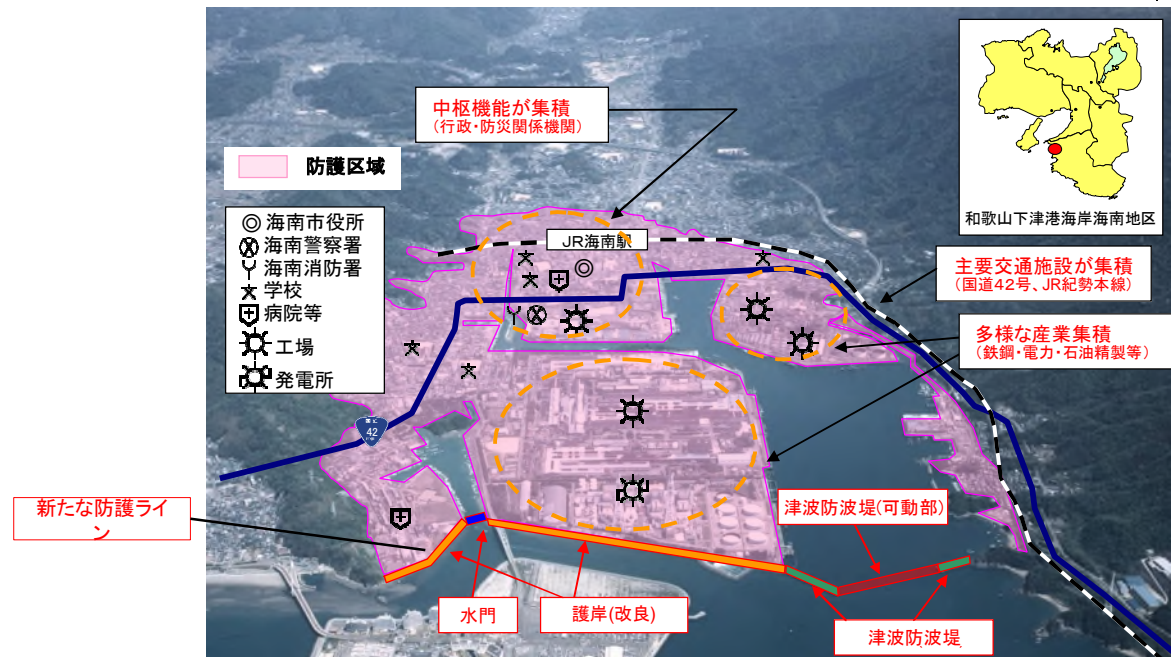 中枢機能が集積
(行政・防災関係機関)
防護区域
海南市役所
海南警察署
海南消防署
学校
病院等
工場
発電所
和歌山下津港海岸海南地区
JR海南駅
主要交通施設が集積
(国道42号、JR紀勢本線)
多様な産業集積
(鉄鋼・電力・石油精製等)
42
新たな防護ライ
ン
津波防波堤(可動部)
水門
護岸(改良)
津波防波堤